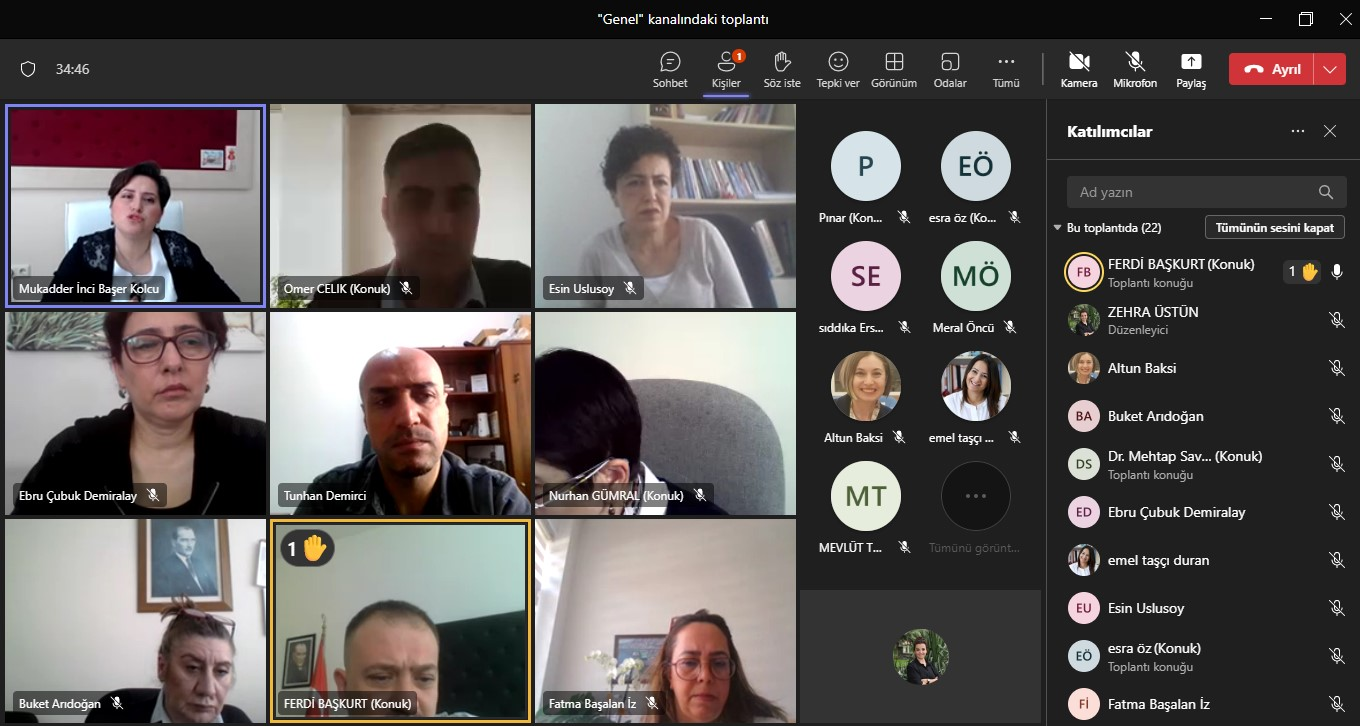 "Genel" kanalındaki toplantı
34:46
Sohbet
1
Kişiler
Söz iste
Tepki ver
Görünüm
Odalar
Tümü
Kamera
Mikrofon
Paylaş
Ayrıl
Mukadder İnci Başer Kolcu
Omer CELIK (Konuk)
Esin Uslusoy
Ebru Çubuk Demiralay
Tunhan Demirci
Nurhan GÜMRAL (Konuk)
Buket Arıdoğan
1
FERDİ BAŞKURT (Konuk)
Fatma Başalan İz
P
Pınar (Kon...
EÖ
esra öz (Ko...
SE
sıddıka Ers...
MÖ
Meral Öncü
Altun Baksi
emel taşçı ...
MT
MEVLÜT T...
Tümünü görünt...
Katılımcılar
Ad yazın
Bu toplantıda (22)
Tümünün sesini kapat
FB
FERDİ BAŞKURT (Konuk)
Toplantı konuğu
1
ZEHRA ÜSTÜN
Düzenleyici
Altun Baksi
BA
Buket Arıdoğan
DS
Dr. Mehtap Sav... (Konuk)
Toplantı konuğu
ED
Ebru Çubuk Demiralay
emel taşçı duran
EU
Esin Uslusoy
EÖ
esra öz (Konuk)
Toplantı konuğu
Fİ
Fatma Başalan İz